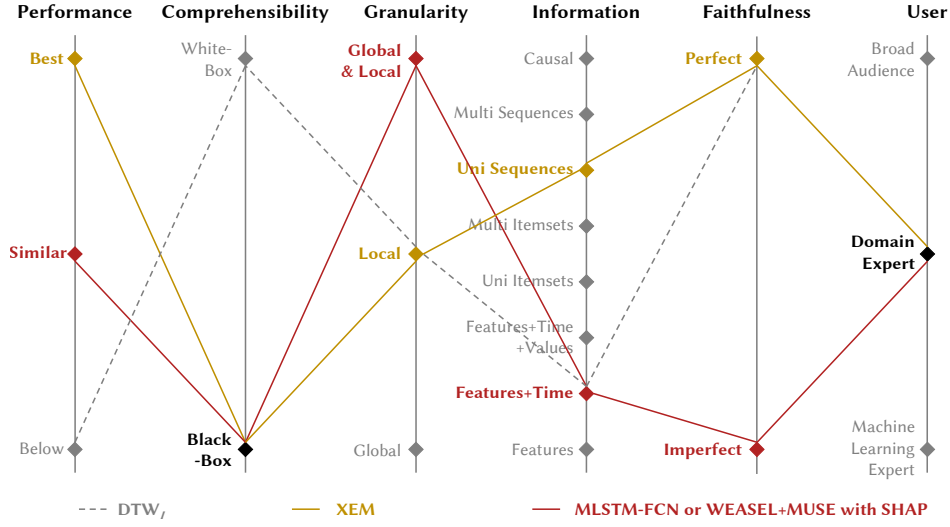 Performance Comprehensibility Granularity Information Faithfulness User
Best
White-
Box
Global
& Local
Causal
Perfect
Broad
Audience
Multi Sequences
Uni Sequences
Multi Itemsets
Similar
Local
Domain
Expert
Uni Itemsets
Features+Time
+Values
Features+Time
Below
Black
-Box
Global
Features
Imperfect
Machine
Learning
Expert
DTW_I XEM MLSTM-FCN or WEASEL+MUSE with SHAP